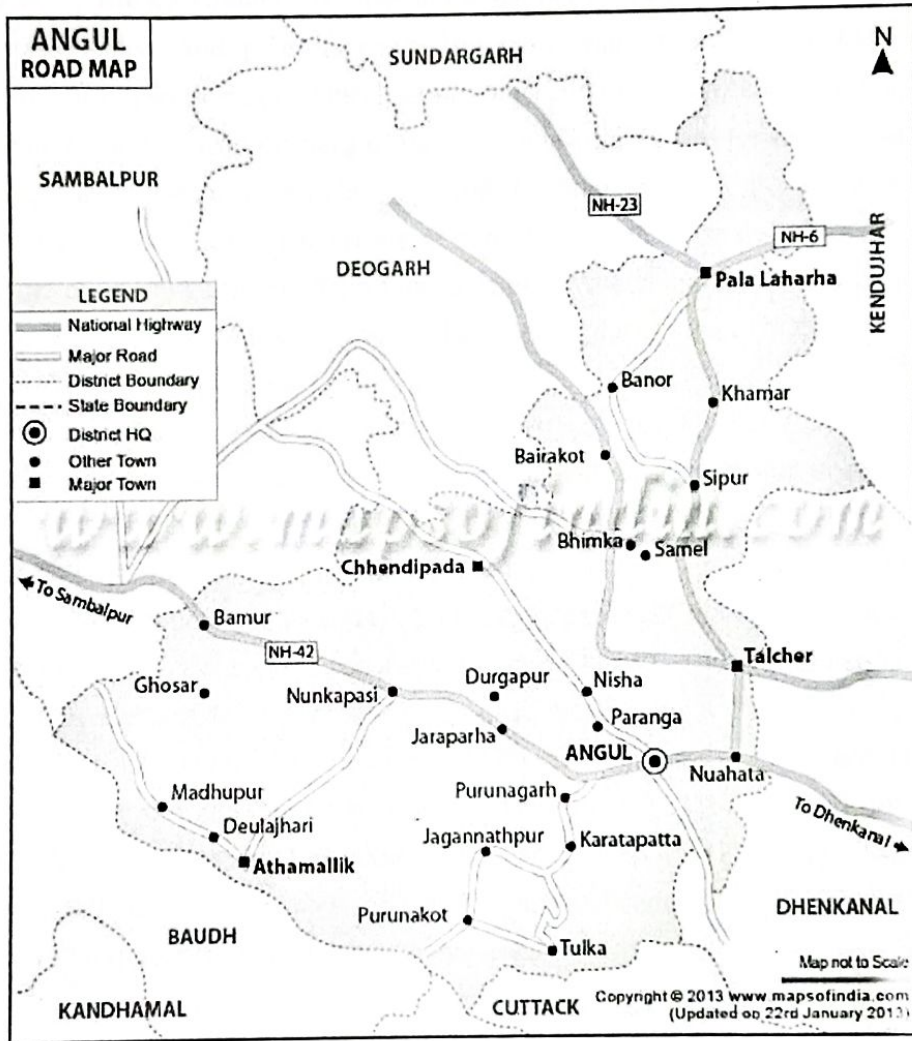 ANGUL
ROAD MAP
SUNDARGARH
N
SAMBALPUR
NH-23
NH-6
KENDUJHAR
DEOGARH
Pala Laharha
LEGEND
National Highway
Major Road
District Boundary
State Boundary
District HQ
Other Town
Major Town
Banor
Khamar
Bairakot
Sipur
www.mapsofindia.com
Bhimka
Samel
Chhendipada
To Sambalpur
Bamur
NH-42
Talcher
Ghosar
Nunkapasi
Durgapur
Nisha
Jaraparha
Paranga
ANGUL
Nuahata
Purunagarh
Madhupur
To Dhenkanal
Deulajhari
Jagannathpur
Karatapatta
Athamallik
Purunakot
DHENKANAL
BAUDH
Tulka
Map not to Scale
KANDHAMAL
CUTTACK
Copyright © 2013 www.mapsofindia.com
(Updated on 22rd January 2013)